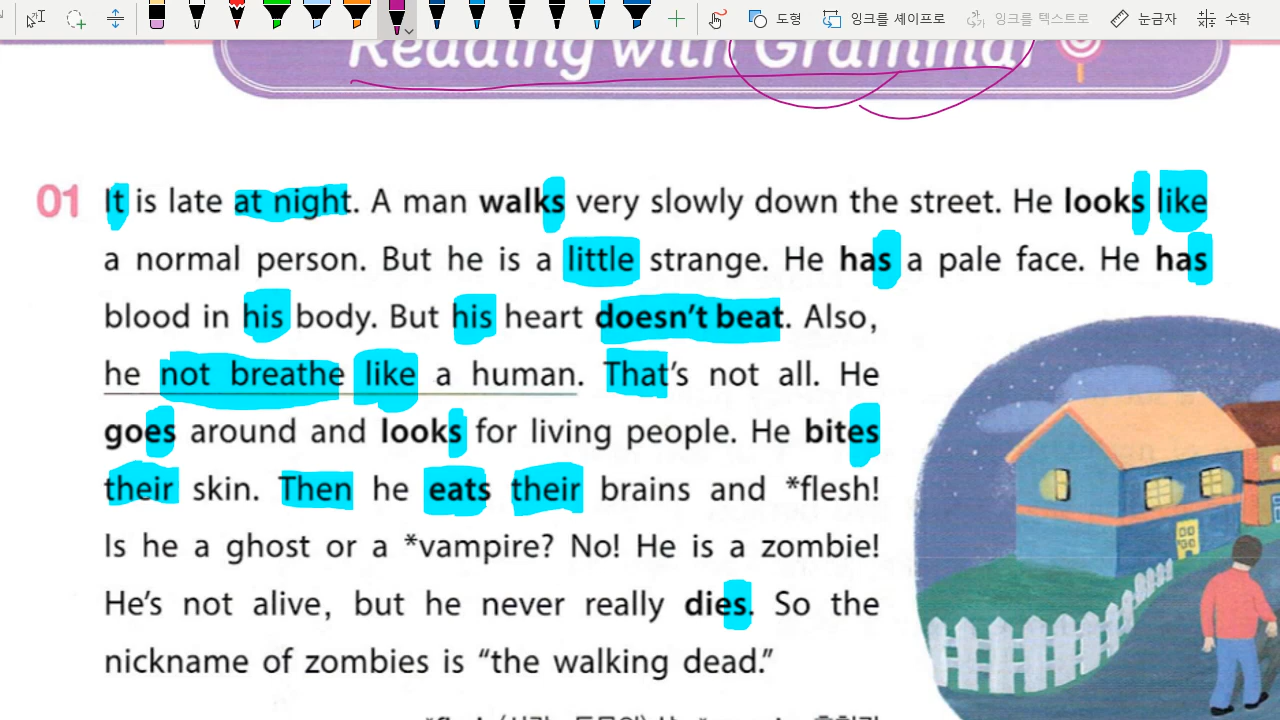 도형 잉크를 셰이프로 잉크를 텍스트로 눈금자 수학
Reading with Grammar
01 It is late at night. A man walks very slowly down the street. He looks like
a normal person. But he is a little strange. He has a pale face. He has
blood in his body. But his heart doesn't beat. Also,
he not breathe like a human. That's not all. He
goes around and looks for living people. He bites
their skin. Then he eats their brains and *flesh!
Is he a ghost or a *vampire? No! He is a zombie!
He's not alive, but he never really dies. So the
nickname of zombies is “the walking dead.”